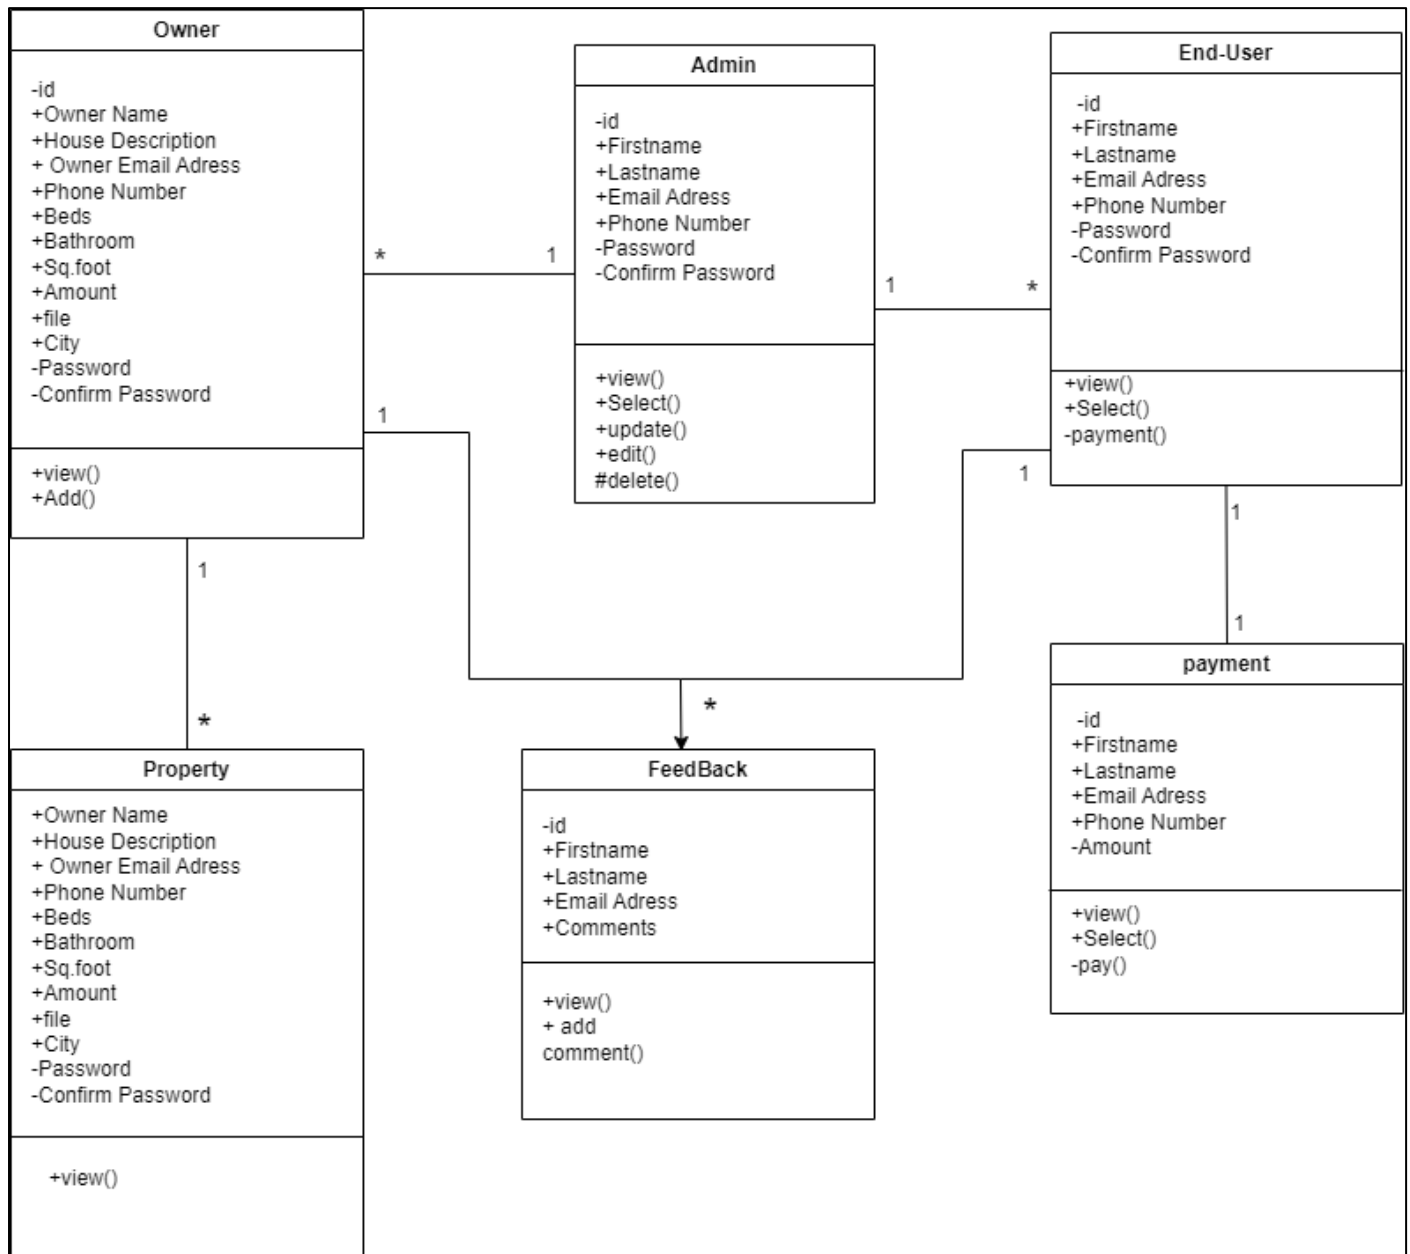 Owner
-id
+Owner Name
+House Description
+ Owner Email Adress
+Phone Number
+Beds
+Bathroom
+Sq.foot
+Amount
+file
+City
-Password
-Confirm Password
+view()
+Add()
Admin
-id
+Firstname
+Lastname
+Email Adress
+Phone Number
-Password
-Confirm Password
+view()
+Select()
+update()
+edit()
#delete()
End-User
-id
+Firstname
+Lastname
+Email Adress
+Phone Number
-Password
-Confirm Password
+view()
+Select()
-payment()
*
1
1
*
1
1
1
1
1
*
*
Property
+Owner Name
+House Description
+ Owner Email Adress
+Phone Number
+Beds
+Bathroom
+Sq.foot
+Amount
+file
+City
-Password
-Confirm Password
+view()
FeedBack
-id
+Firstname
+Lastname
+Email Adress
+Comments
+view()
+ add
comment()
payment
-id
+Firstname
+Lastname
+Email Adress
+Phone Number
-Amount
+view()
+Select()
-pay()